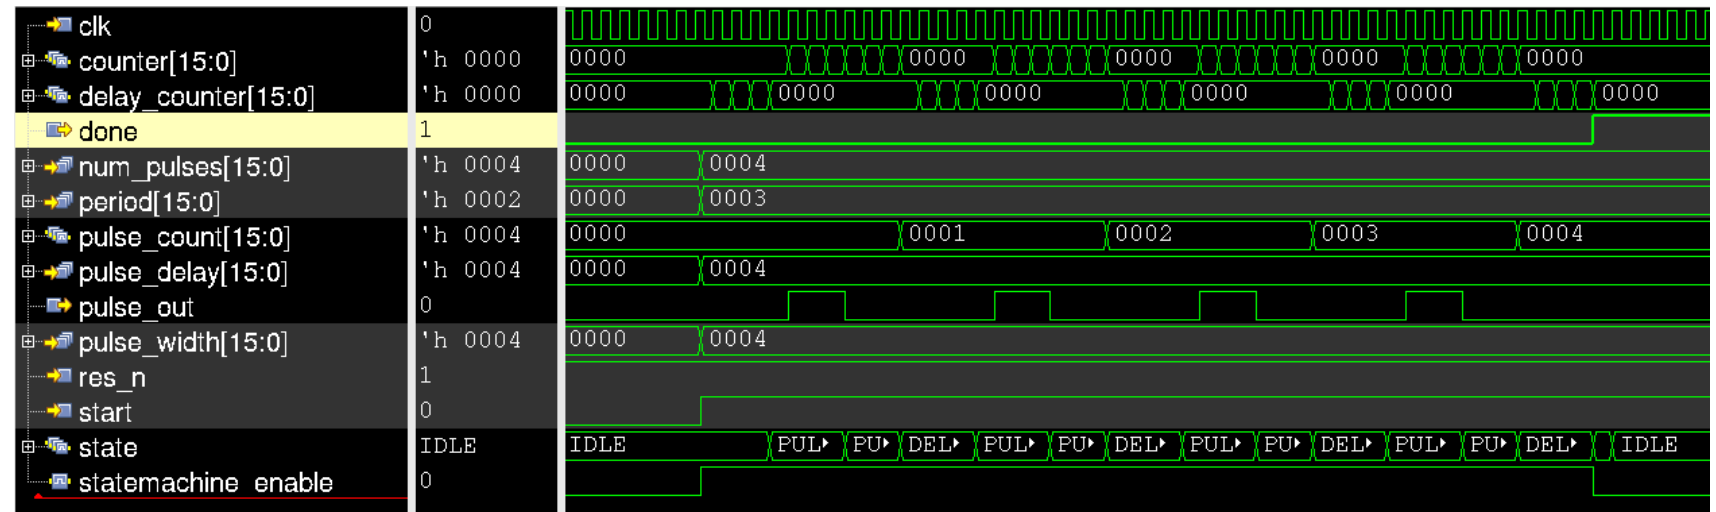 clk 0
counter[15:0] 'h 0000 0000 0000 0000 0000 0000
delay_counter[15:0] 'h 0000 0000 0000 0000 0000 0000 0000
done 1
num_pulses[15:0] 'h 0004 0000 0004
period[15:0] 'h 0002 0000 0003
pulse_count[15:0] 'h 0004 0000 0001 0002 0003 0004
pulse_delay[15:0] 'h 0004 0000 0004
pulse_out 0
pulse_width[15:0] 'h 0004 0000 0004
res_n 1
start 0
state IDLE IDLE PUL PU DEL PUL PU DEL PUL PU DEL PUL PU DEL IDLE
statemachine_enable 0